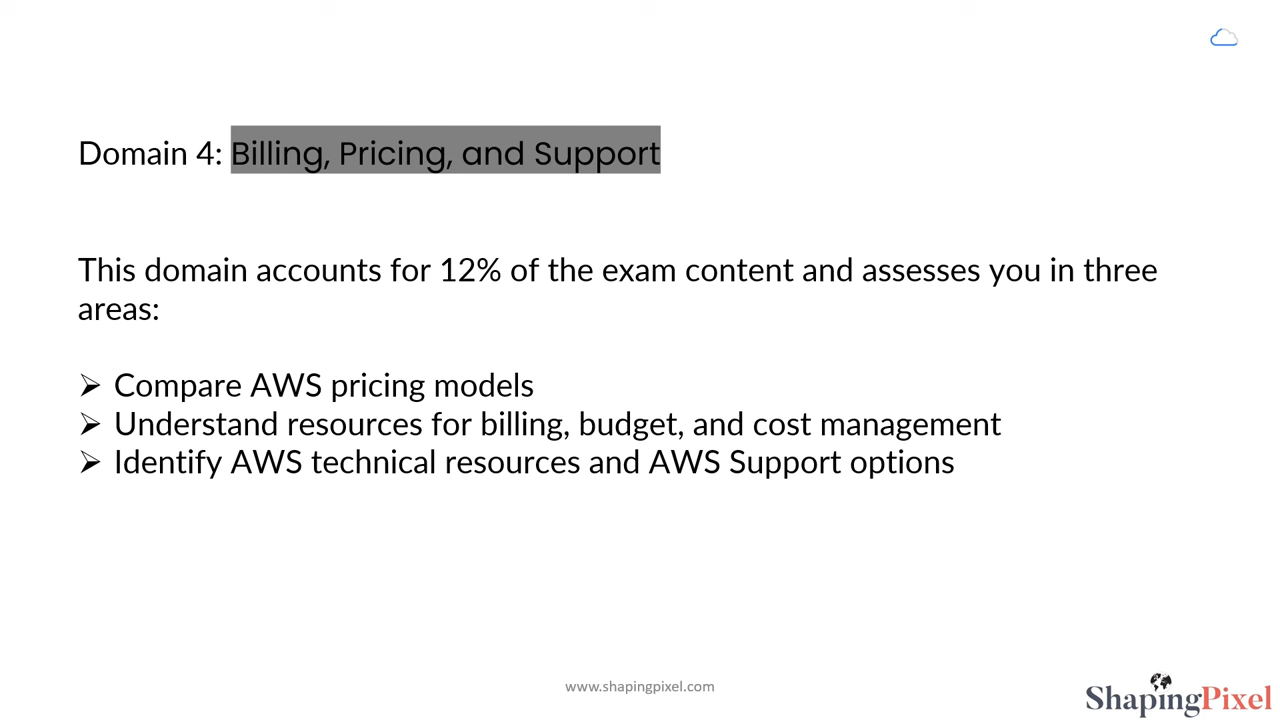 Domain 4: Billing, Pricing, and Support
This domain accounts for 12% of the exam content and assesses you in three
areas:
➢ Compare AWS pricing models
➢ Understand resources for billing, budget, and cost management
➢ Identify AWS technical resources and AWS Support options
www.shapingpixel.com
ShapingPixel